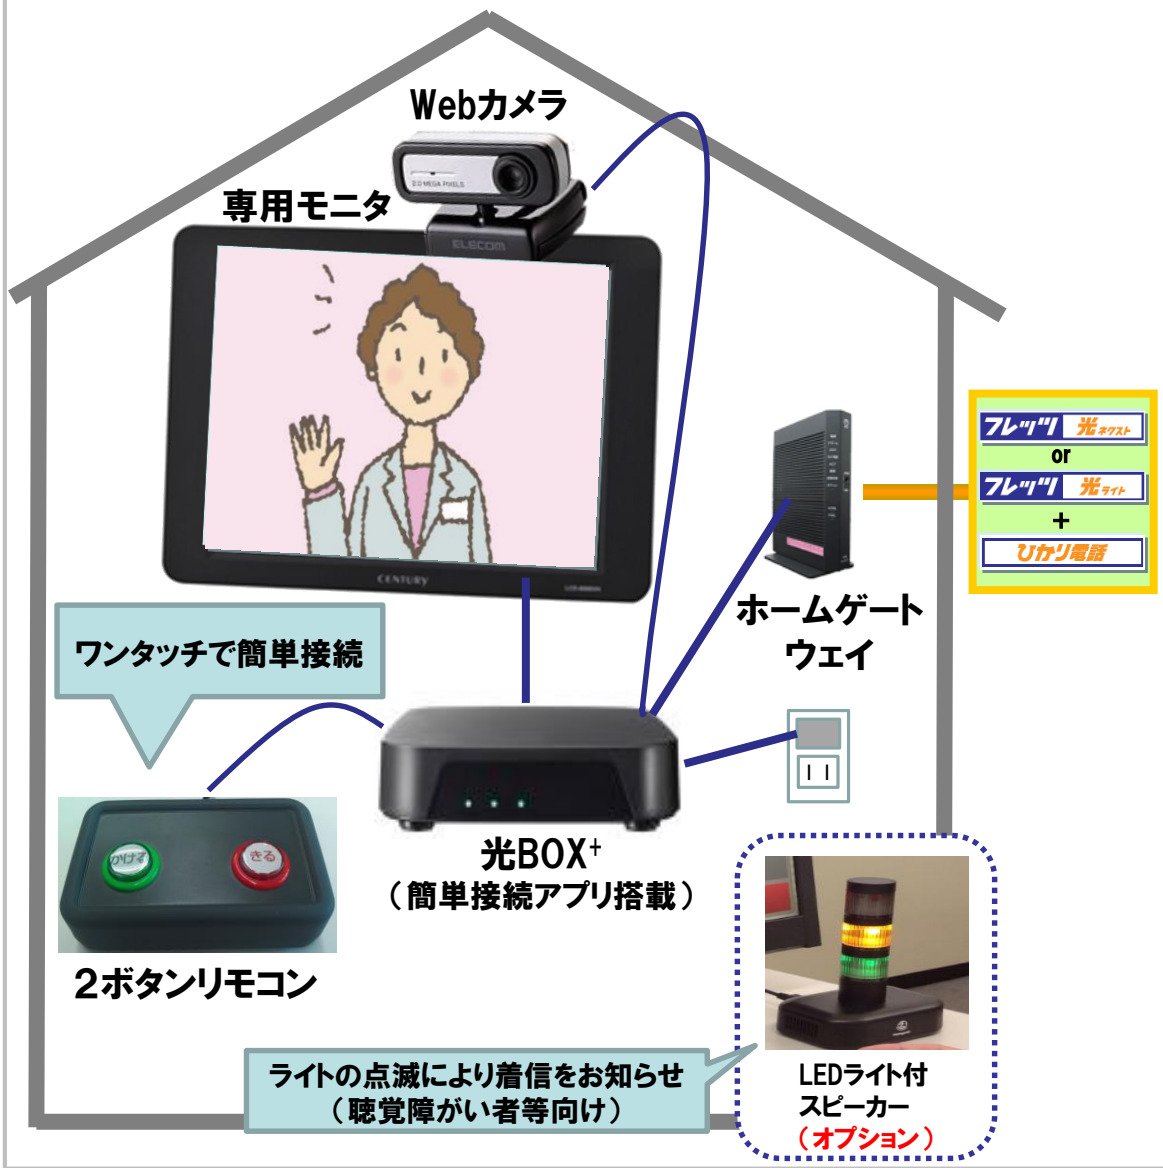 Webカメラ
2.0 MEGA PIXELS
専用モニタ
ELECOM
フレッツ 光ネクスト
or
フレッツ 光ライト
+
ひかり電話
CENTURY
ホームゲート
ウェイ
ワンタッチで簡単接続
かける
きる
光BOX⁺
（簡単接続アプリ搭載）
２ボタンリモコン
ライトの点滅により着信をお知らせ
（聴覚障がい者等向け）
LEDライト付
スピーカー
（オプション）